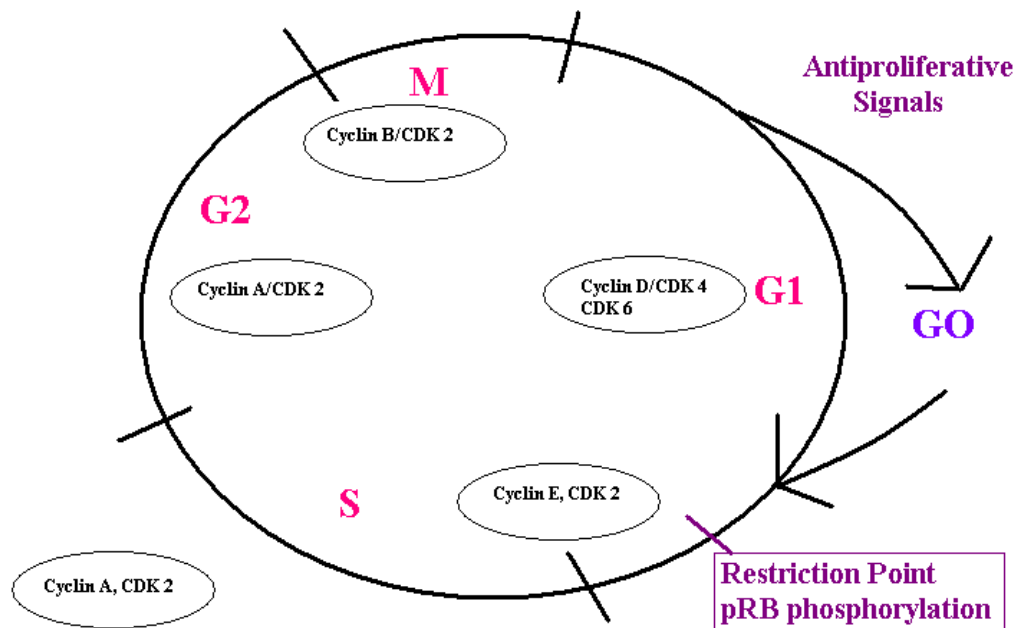 M
Antiproliferative
Signals
Cyclin B/CDK 2
G2
Cyclin A/CDK 2
Cyclin D/CDK 4
CDK 6
G1
GO
S
Cyclin E, CDK 2
Cyclin A, CDK 2
Restriction Point
pRB phosphorylation